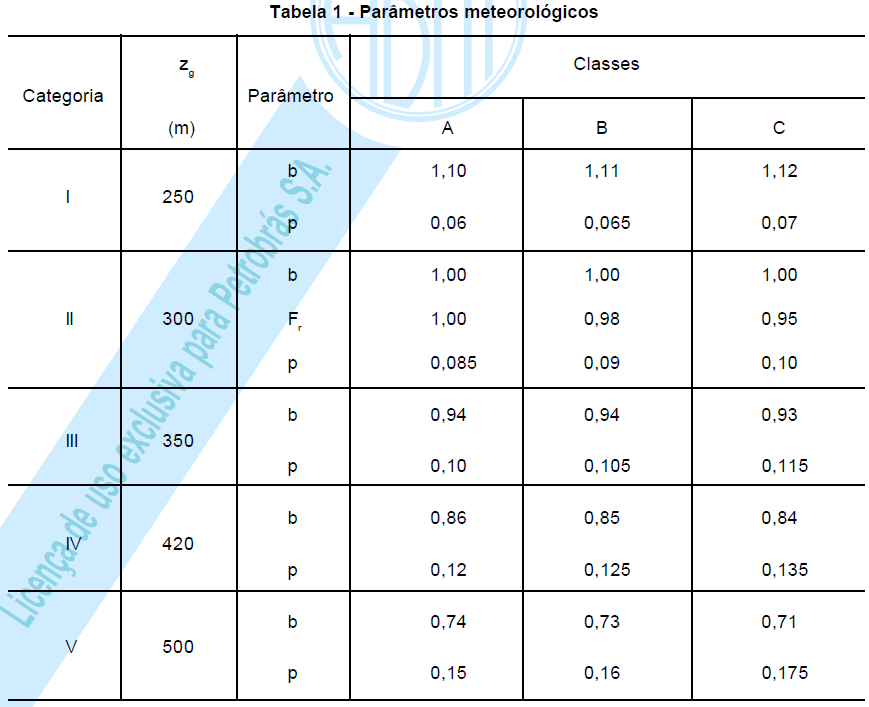 Tabela 1 - Parâmetros meteorológicos
Categoria z_g (m) Parâmetro Classes
A B C
I 250 b 1,10 1,11 1,12
p 0,06 0,065 0,07
b 1,00 1,00 1,00
II 300 F_r 1,00 0,98 0,95
p 0,085 0,09 0,10
III 350 b 0,94 0,94 0,93
p 0,10 0,105 0,115
IV 420 b 0,86 0,85 0,84
p 0,12 0,125 0,135
V 500 b 0,74 0,73 0,71
p 0,15 0,16 0,175
Licença de uso exclusiva para Petrobrás S.A.
ABNT